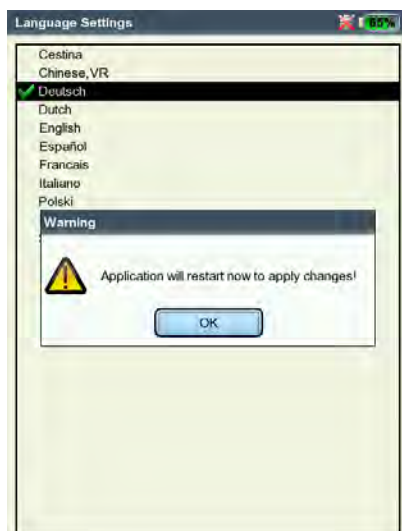 Language Settings
65%
Cestina
Chinese,VR
Deutsch
Dutch
English
Español
Francais
Italiano
Polski
Warning
Application will restart now to apply changes!
OK